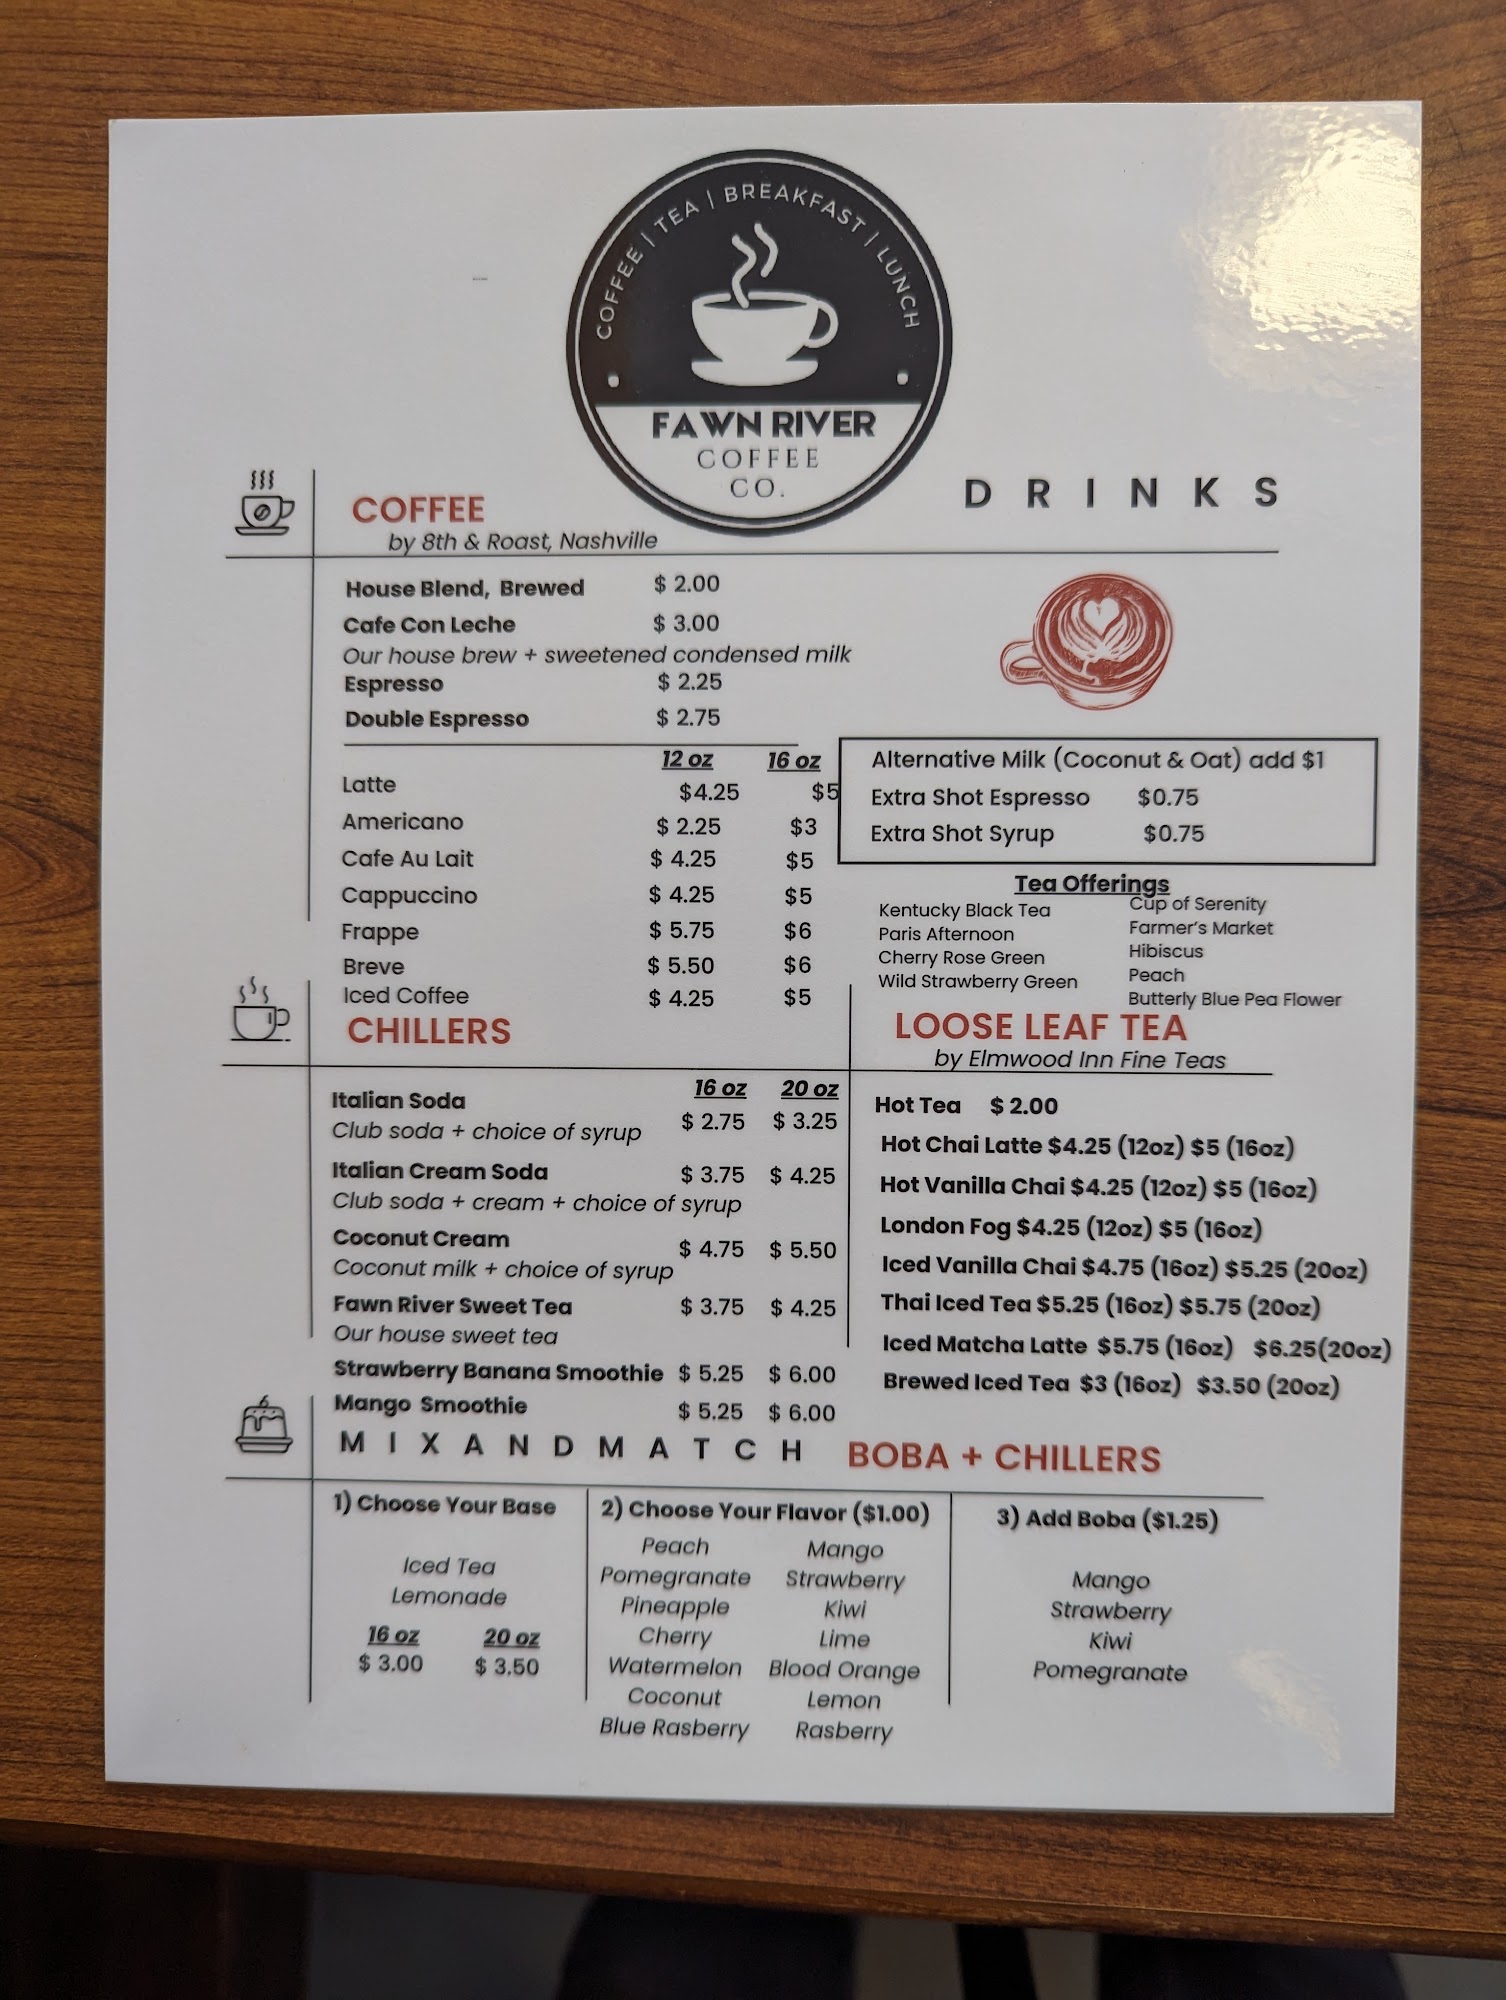 COFFEE | TEA | BREAKFAST | LUNCH
FAWN RIVER
COFFEE
CO.
DRINKS
COFFEE
by 8th & Roast, Nashville
House Blend, Brewed $ 2.00
Cafe Con Leche $ 3.00
Our house brew + sweetened condensed milk
Espresso $ 2.25
Double Espresso $ 2.75
12 oz 16 oz
Latte $4.25 $5
Americano $ 2.25 $3
Cafe Au Lait $ 4.25 $5
Cappuccino $ 4.25 $5
Frappe $ 5.75 $6
Breve $ 5.50 $6
Iced Coffee $ 4.25 $5
Alternative Milk (Coconut & Oat) add $1
Extra Shot Espresso $0.75
Extra Shot Syrup $0.75
Tea Offerings
Kentucky Black Tea
Paris Afternoon
Cherry Rose Green
Wild Strawberry Green
Cup of Serenity
Farmer's Market
Hibiscus
Peach
Butterly Blue Pea Flower
CHILLERS
16 oz 20 oz
Italian Soda $ 2.75 $ 3.25
Club soda + choice of syrup
Italian Cream Soda $ 3.75 $ 4.25
Club soda + cream + choice of syrup
Coconut Cream $ 4.75 $ 5.50
Coconut milk + choice of syrup
Fawn River Sweet Tea $ 3.75 $ 4.25
Our house sweet tea
Strawberry Banana Smoothie $ 5.25 $ 6.00
Mango Smoothie $ 5.25 $ 6.00
LOOSE LEAF TEA
by Elmwood Inn Fine Teas
Hot Tea $ 2.00
Hot Chai Latte $4.25 (12oz) $5 (16oz)
Hot Vanilla Chai $4.25 (12oz) $5 (16oz)
London Fog $4.25 (12oz) $5 (16oz)
Iced Vanilla Chai $4.75 (16oz) $5.25 (20oz)
Thai Iced Tea $5.25 (16oz) $5.75 (20oz)
Iced Matcha Latte $5.75 (16oz) $6.25(20oz)
Brewed Iced Tea $3 (16oz) $3.50 (20oz)
MIXANDMATCH BOBA + CHILLERS
1) Choose Your Base
Iced Tea
Lemonade
16 oz 20 oz
$ 3.00 $ 3.50
2) Choose Your Flavor ($1.00)
Peach Mango
Pomegranate Strawberry
Pineapple Kiwi
Cherry Lime
Watermelon Blood Orange
Coconut Lemon
Blue Rasberry Rasberry
3) Add Boba ($1.25)
Mango
Strawberry
Kiwi
Pomegranate